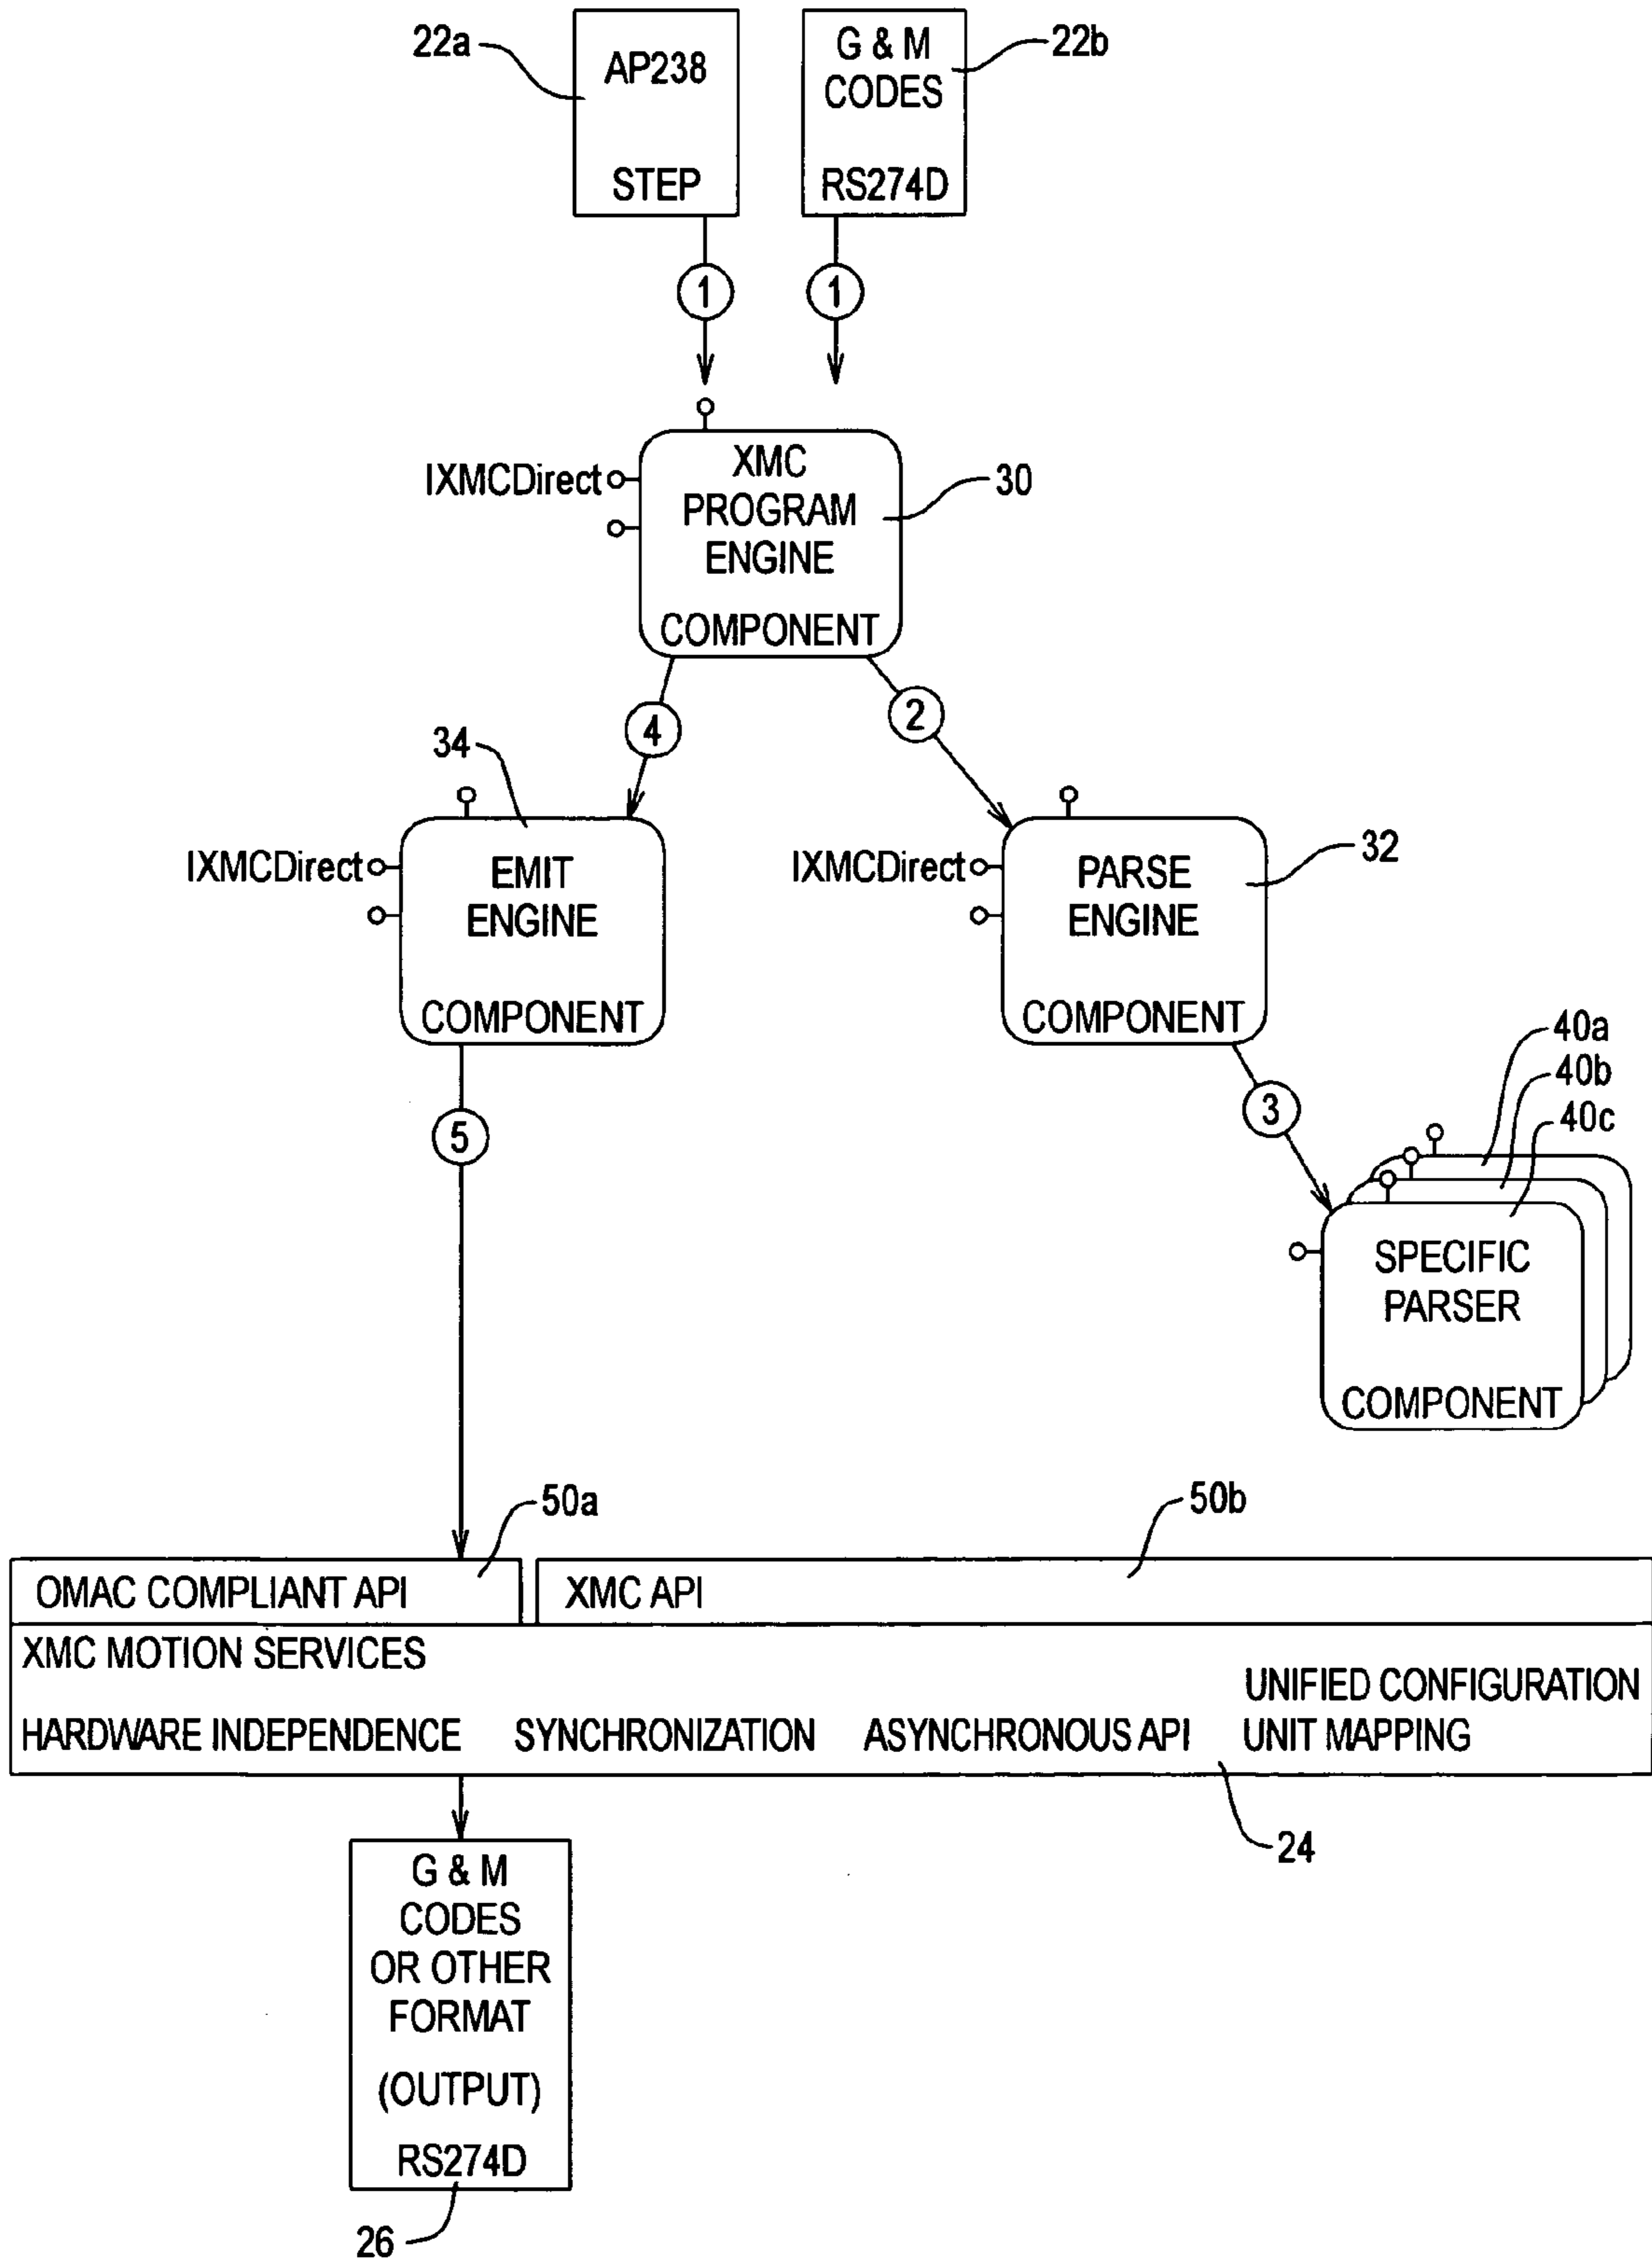 22a
AP238
STEP
G & M
CODES
RS274D
22b
1
1
IXMCDirect
XMC
PROGRAM
ENGINE
COMPONENT
30
4
2
34
IXMCDirect
EMIT
ENGINE
COMPONENT
IXMCDirect
PARSE
ENGINE
COMPONENT
32
5
3
40a
40b
40c
SPECIFIC
PARSER
COMPONENT
50a
50b
OMAC COMPLIANT API
XMC API
XMC MOTION SERVICES
UNIFIED CONFIGURATION
HARDWARE INDEPENDENCE SYNCHRONIZATION ASYNCHRONOUS API UNIT MAPPING
24
G & M
CODES
OR OTHER
FORMAT
(OUTPUT)
RS274D
26